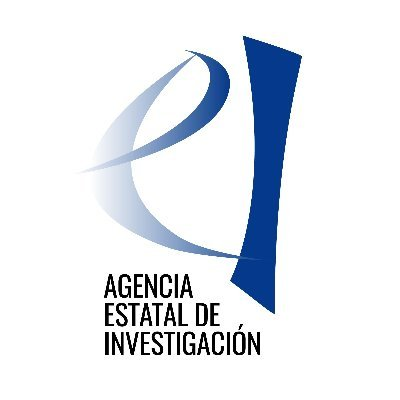 AGENCIA
ESTATAL DE
INVESTIGACIÓN